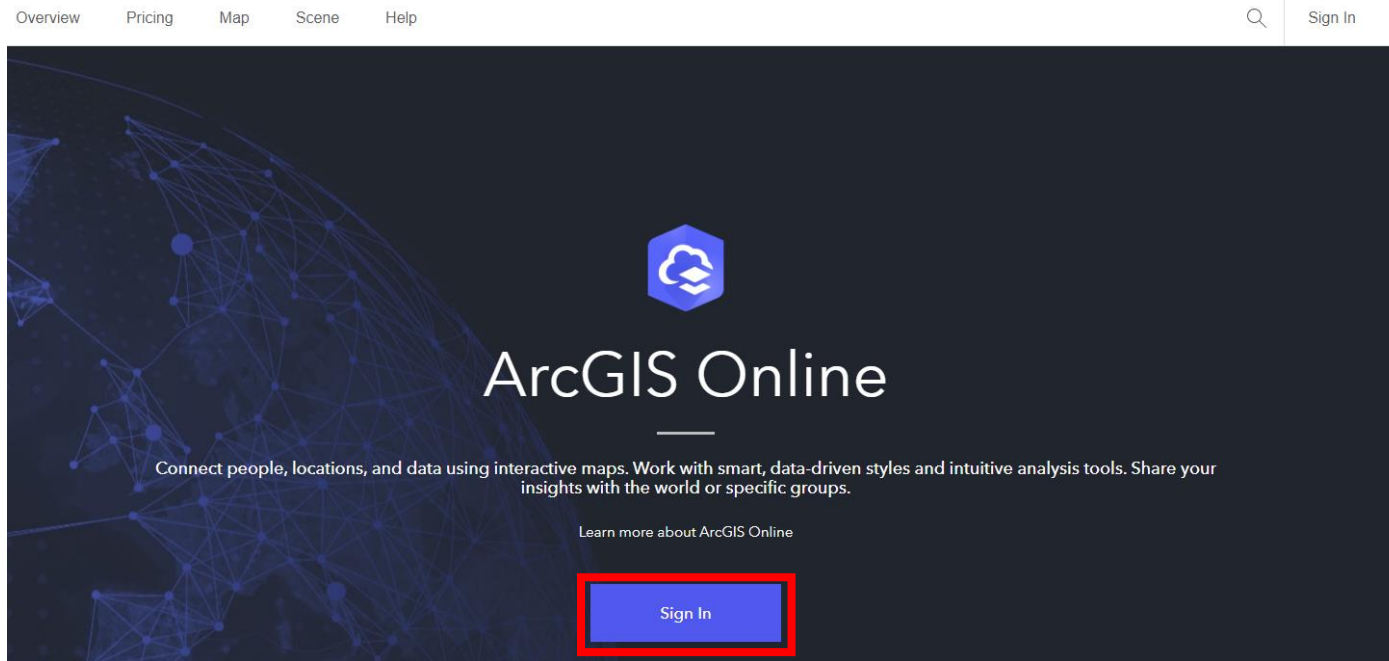 Overview Pricing Map Scene Help Sign In
ArcGIS Online
Connect people, locations, and data using interactive maps. Work with smart, data-driven styles and intuitive analysis tools. Share your
insights with the world or specific groups.
Learn more about ArcGIS Online
Sign In